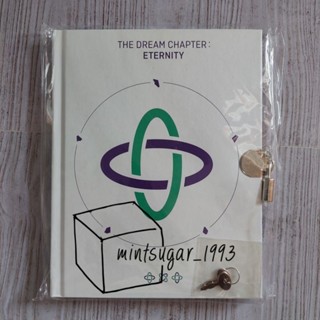 THE DREAM CHAPTER:
ETERNITY
mintsugar_1993